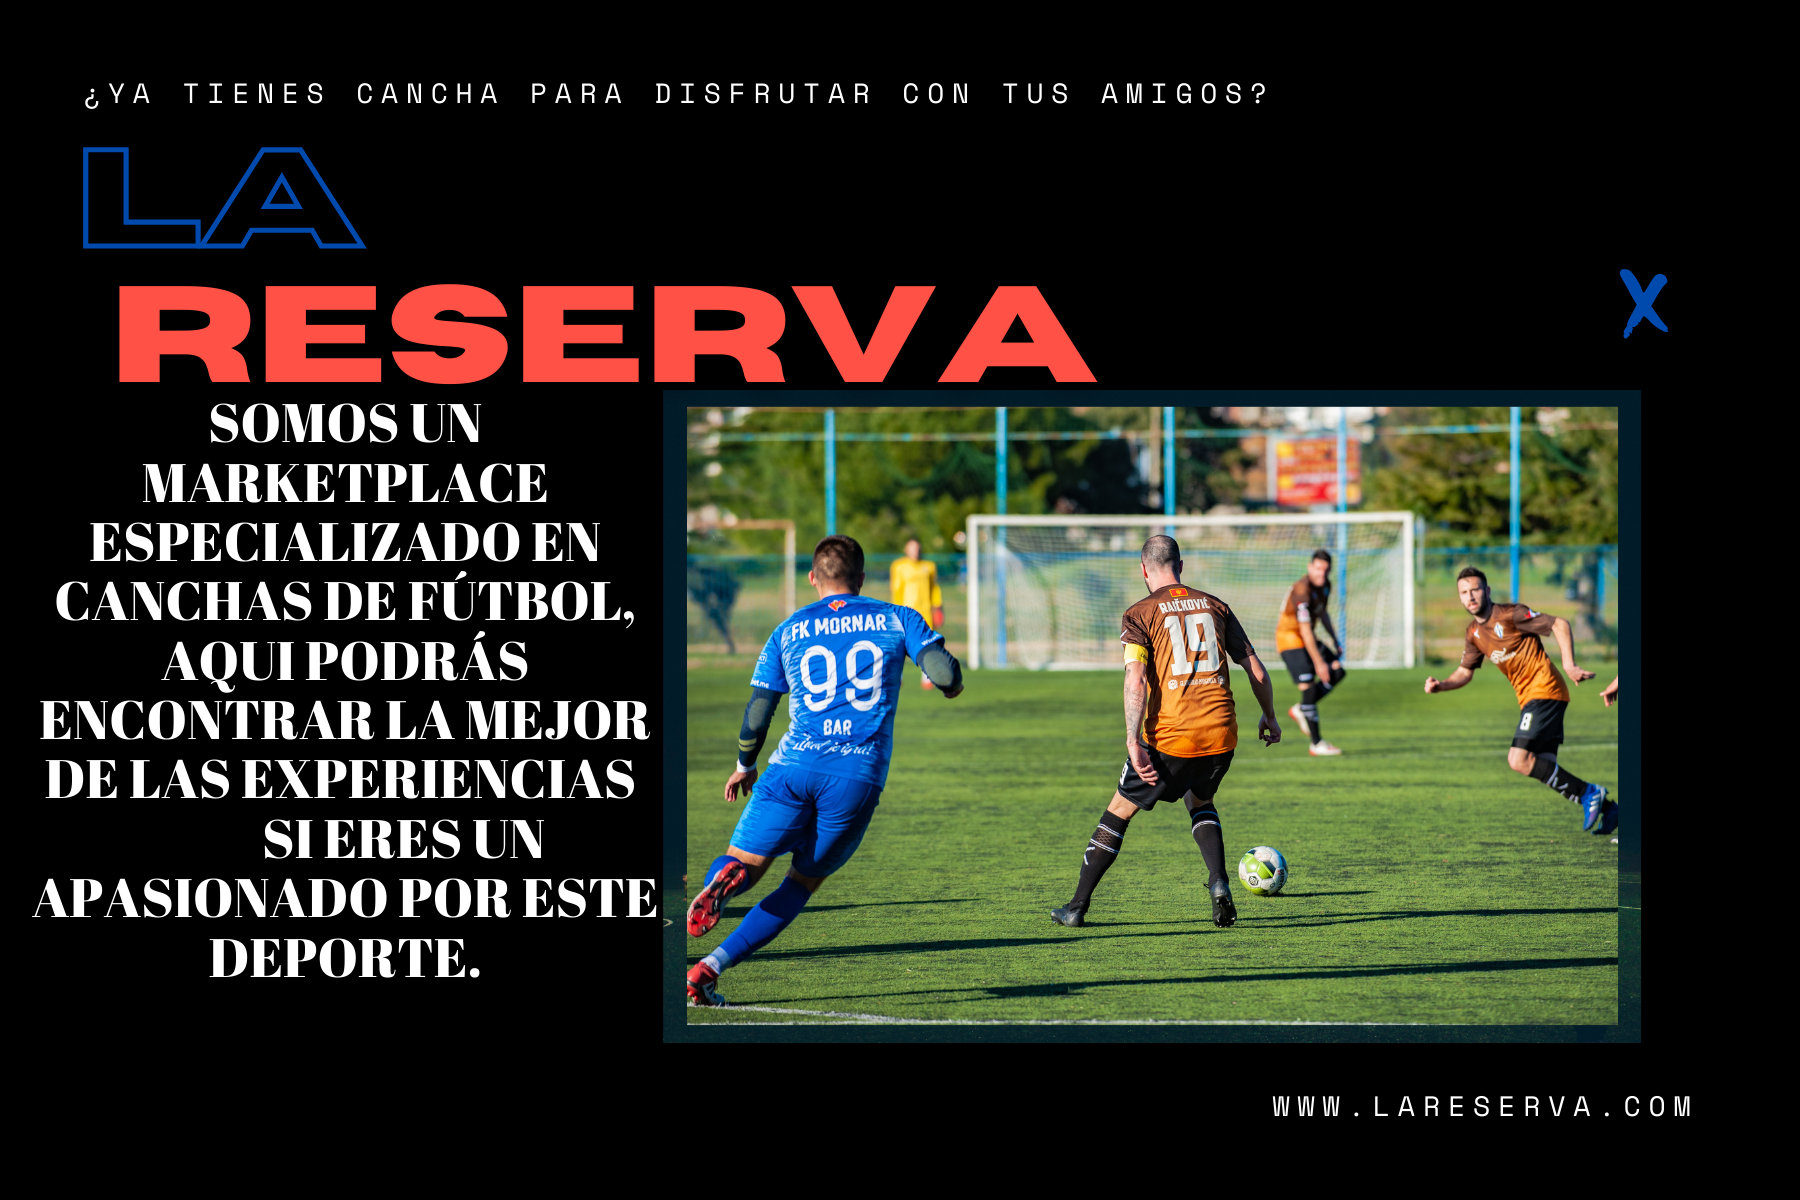 ¿YA TIENES CANCHA PARA DISFRUTAR CON TUS AMIGOS?
LA
RESERVA
X
SOMOS UN
MARKETPLACE
ESPECIALIZADO EN
CANCHAS DE FÚTBOL,
AQUI PODRÁS
ENCONTRAR LA MEJOR
DE LAS EXPERIENCIAS
SI ERES UN
APASIONADO POR ESTE
DEPORTE.
FK MORNAR
99
BAR
RAIČKOVIĆ
19
8
WWW.LARESERVA.COM